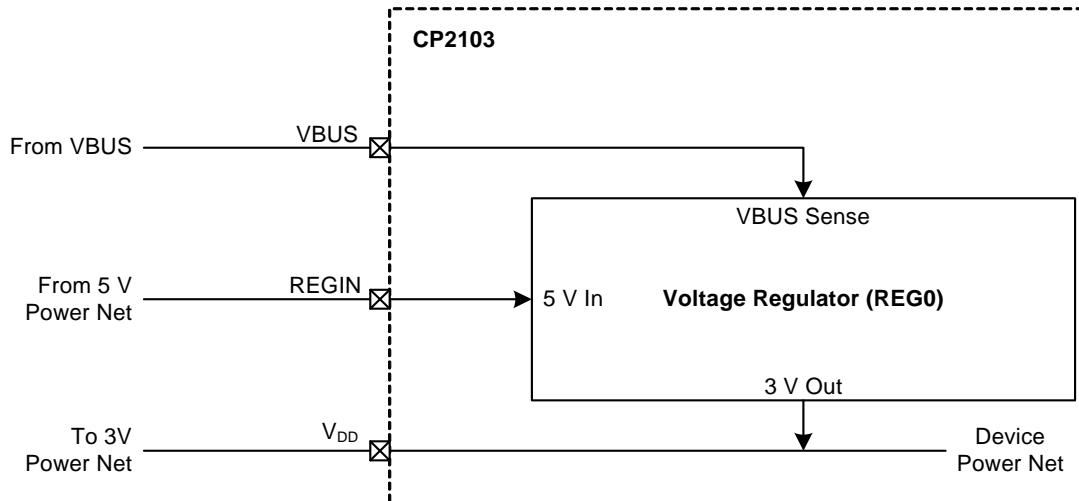 CP2103
From VBUS
VBUS
VBUS Sense
From 5 V
Power Net
REGIN
5 V In
Voltage Regulator (REG0)
3 V Out
To 3V
Power Net
VDD
Device
Power Net